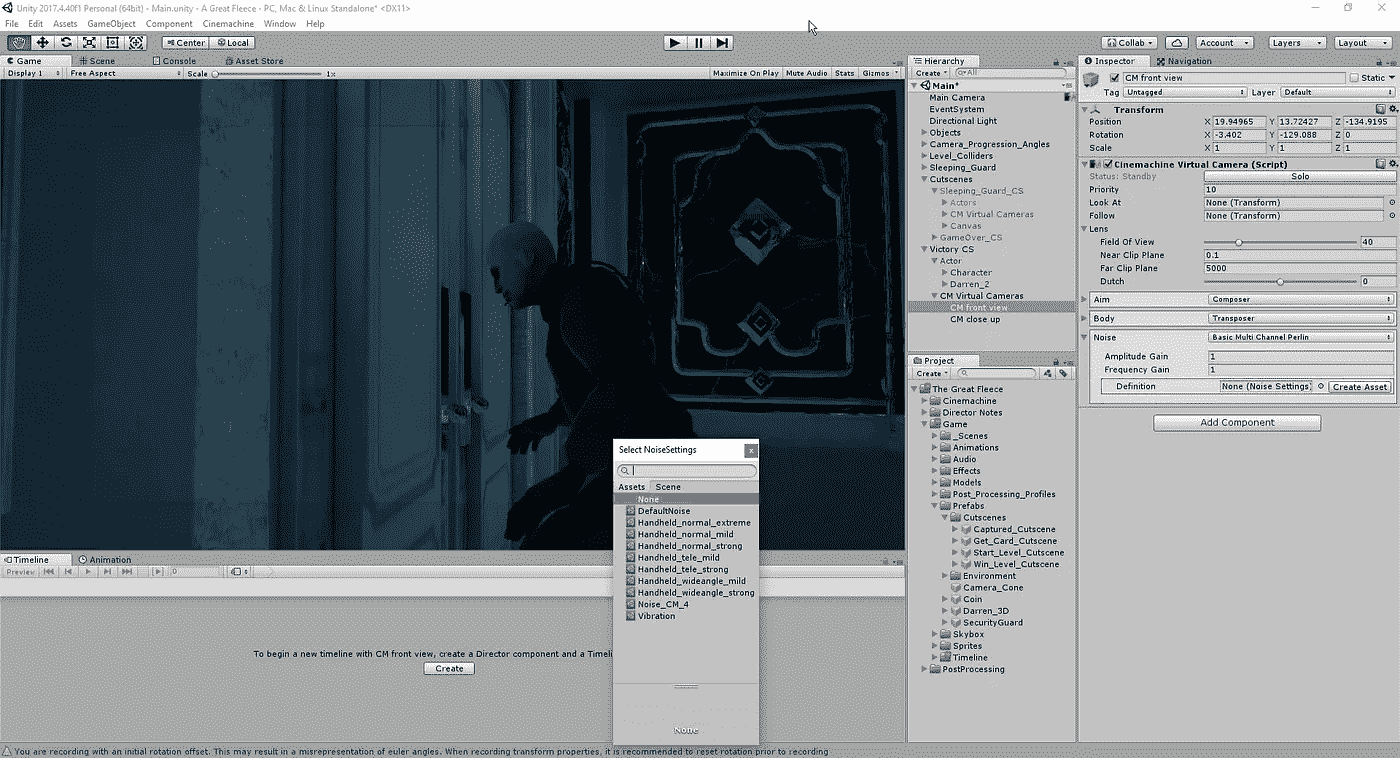 Unity 2017.4.40f1 Personal (64bit) - Main.unity - A Great Fleece - PC, Mac & Linux Standalone* <DX11>
File Edit Assets GameObject Component Cinemachine Window Help
Center Local Collab Account Layers Layout
Game Scene Console Asset Store
Display 1 Free Aspect Scale 1x Maximize On Play Mute Audio Stats Gizmos
Hierarchy
Create All
Main*
Main Camera
EventSystem
Directional Light
Objects
Camera_Progression_Angles
Level_Colliders
Sleeping_Guard
Cutscenes
Sleeping_Guard_CS
Actors
CM Virtual Cameras
Canvas
GameOver_CS
Victory CS
Actor
Character
Darren_2
CM Virtual Cameras
CM front view
CM close up
Project
Create
The Great Fleece
Cinemachine
Director Notes
Game
_Scenes
Animations
Audio
Effects
Models
Post_Processing_Profiles
Prefabs
Cutscenes
Captured_Cutscene
Get_Card_Cutscene
Start_Level_Cutscene
Win_Level_Cutscene
Environment
Camera_Cone
Coin
Darren_3D
SecurityGuard
Skybox
Sprites
Timeline
PostProcessing
Inspector Navigation
CM front view Static
Tag Untagged Layer Default
Transform
Position X 19.94965 Y 13.72427 Z -134.9195
Rotation X -3.402 Y -129.088 Z 0
Scale X 1 Y 1 Z 1
Cinemachine Virtual Camera (Script)
Status: Standby Solo
Priority 10
Look At None (Transform)
Follow None (Transform)
Lens
Field Of View 40
Near Clip Plane 0.1
Far Clip Plane 5000
Dutch 0
Aim Composer
Body Transposer
Noise Basic Multi Channel Perlin
Amplitude Gain 1
Frequency Gain 1
Definition None (Noise Settings) Create Asset
Add Component
Select NoiseSettings x
Assets Scene
None
DefaultNoise
Handheld_normal_extreme
Handheld_normal_mild
Handheld_normal_strong
Handheld_tele_mild
Handheld_tele_strong
Handheld_wideangle_mild
Handheld_wideangle_strong
Noise_CM_4
Vibration
None
Timeline Animation
Preview 0
To begin a new timeline with CM front view, create a Director component and a Timeli
Create
You are recording with an initial rotation offset. This may result in a misrepresentation of euler angles. When recording transform properties, it is recommended to reset rotation prior to recording